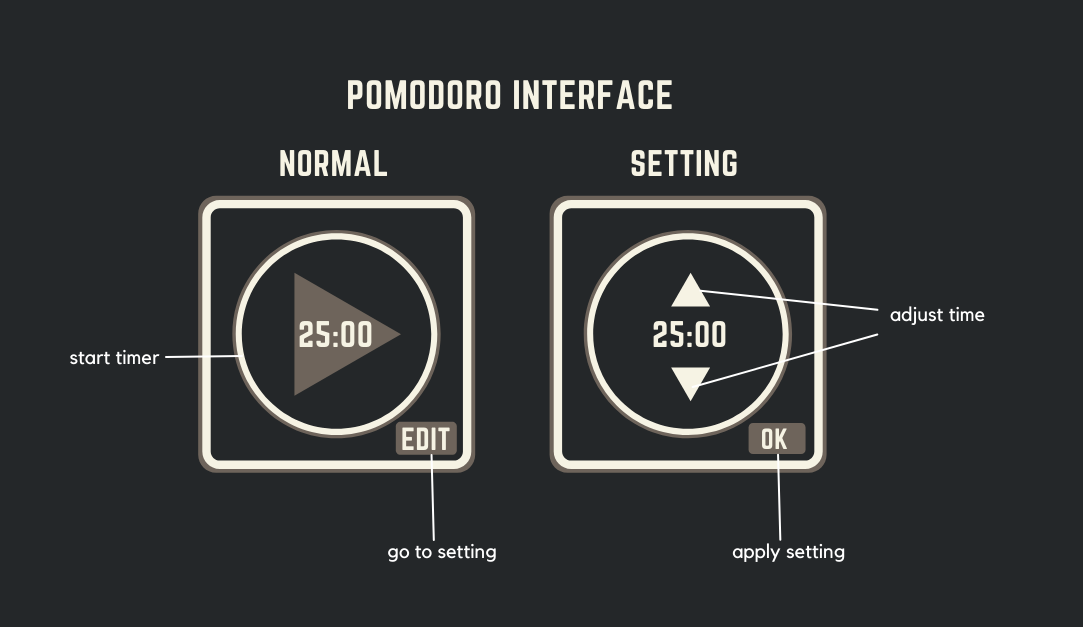 POMODORO INTERFACE
NORMAL
SETTING
25:00
25:00
adjust time
start timer
EDIT
OK
go to setting
apply setting